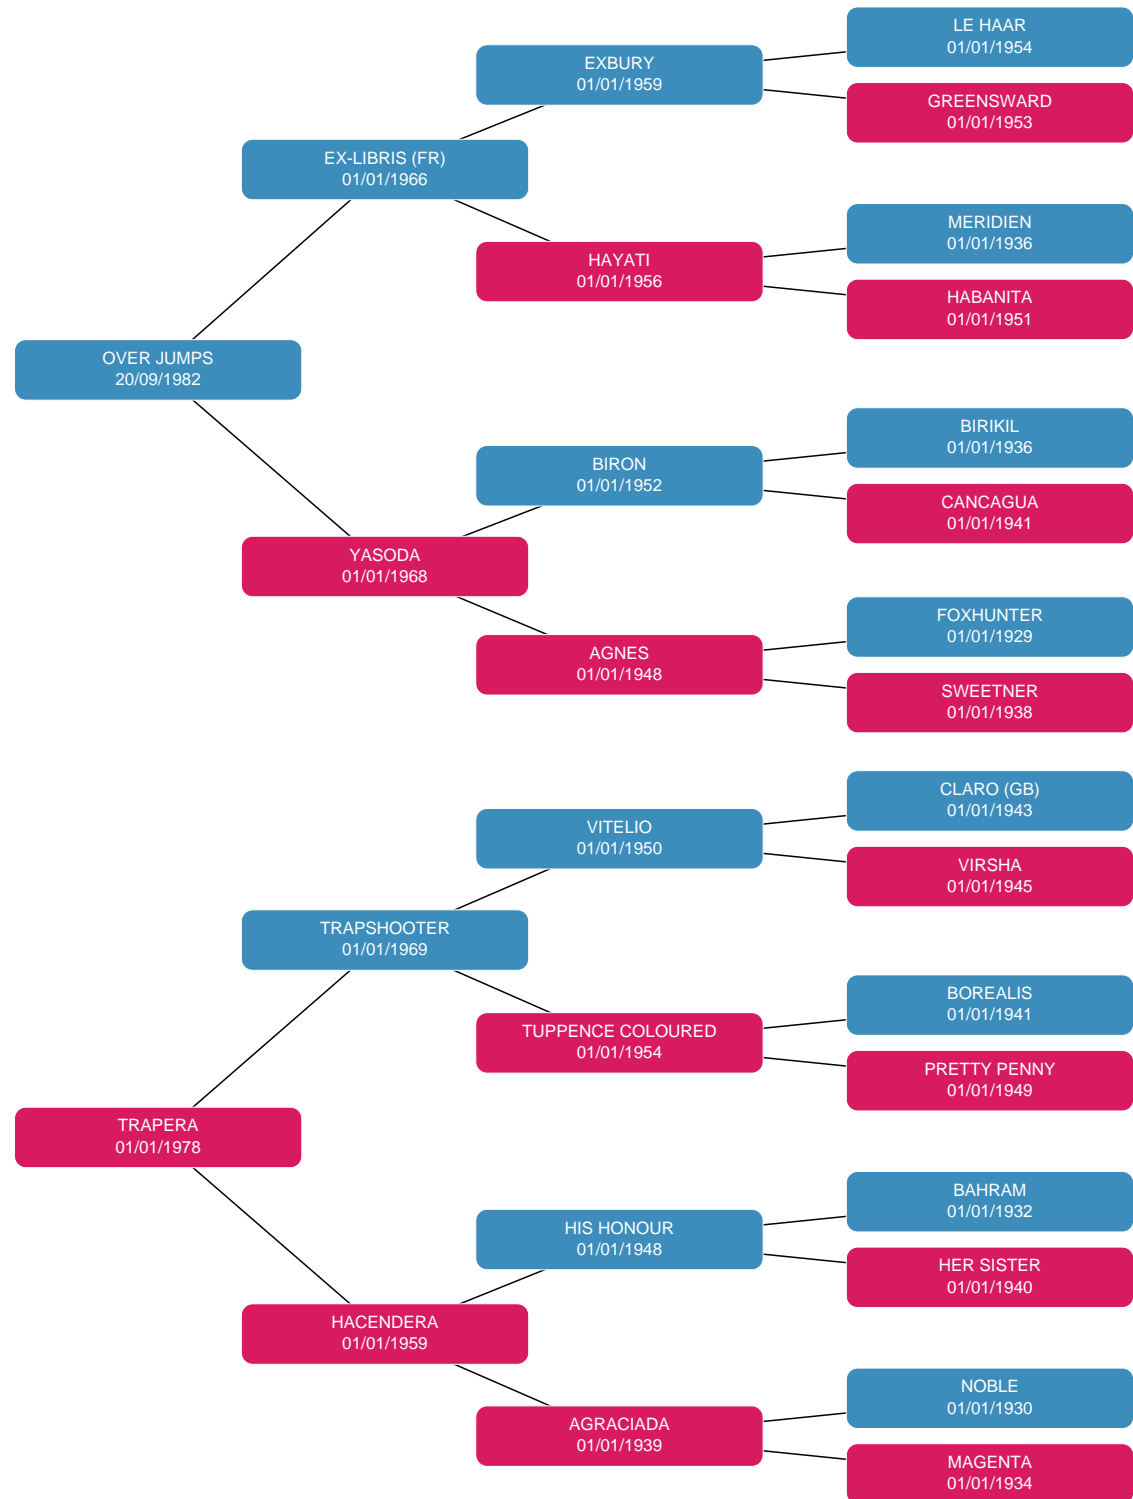 LE HAAR
01/01/1954
EXBURY
01/01/1959
GREENSWARD
01/01/1953
EX-LIBRIS (FR)
01/01/1966
MERIDIEN
01/01/1936
HAYATI
01/01/1956
HABANITA
01/01/1951
OVER JUMPS
20/09/1982
BIRIKIL
01/01/1936
BIRON
01/01/1952
CANCAGUA
01/01/1941
YASODA
01/01/1968
FOXHUNTER
01/01/1929
AGNES
01/01/1948
SWEETNER
01/01/1938
CLARO (GB)
01/01/1943
VITELIO
01/01/1950
VIRSHA
01/01/1945
TRAPSHOOTER
01/01/1969
BOREALIS
01/01/1941
TUPPENCE COLOURED
01/01/1954
PRETTY PENNY
01/01/1949
TRAPERA
01/01/1978
BAHRAM
01/01/1932
HIS HONOUR
01/01/1948
HER SISTER
01/01/1940
HACENDERA
01/01/1959
NOBLE
01/01/1930
AGRACIADA
01/01/1939
MAGENTA
01/01/1934